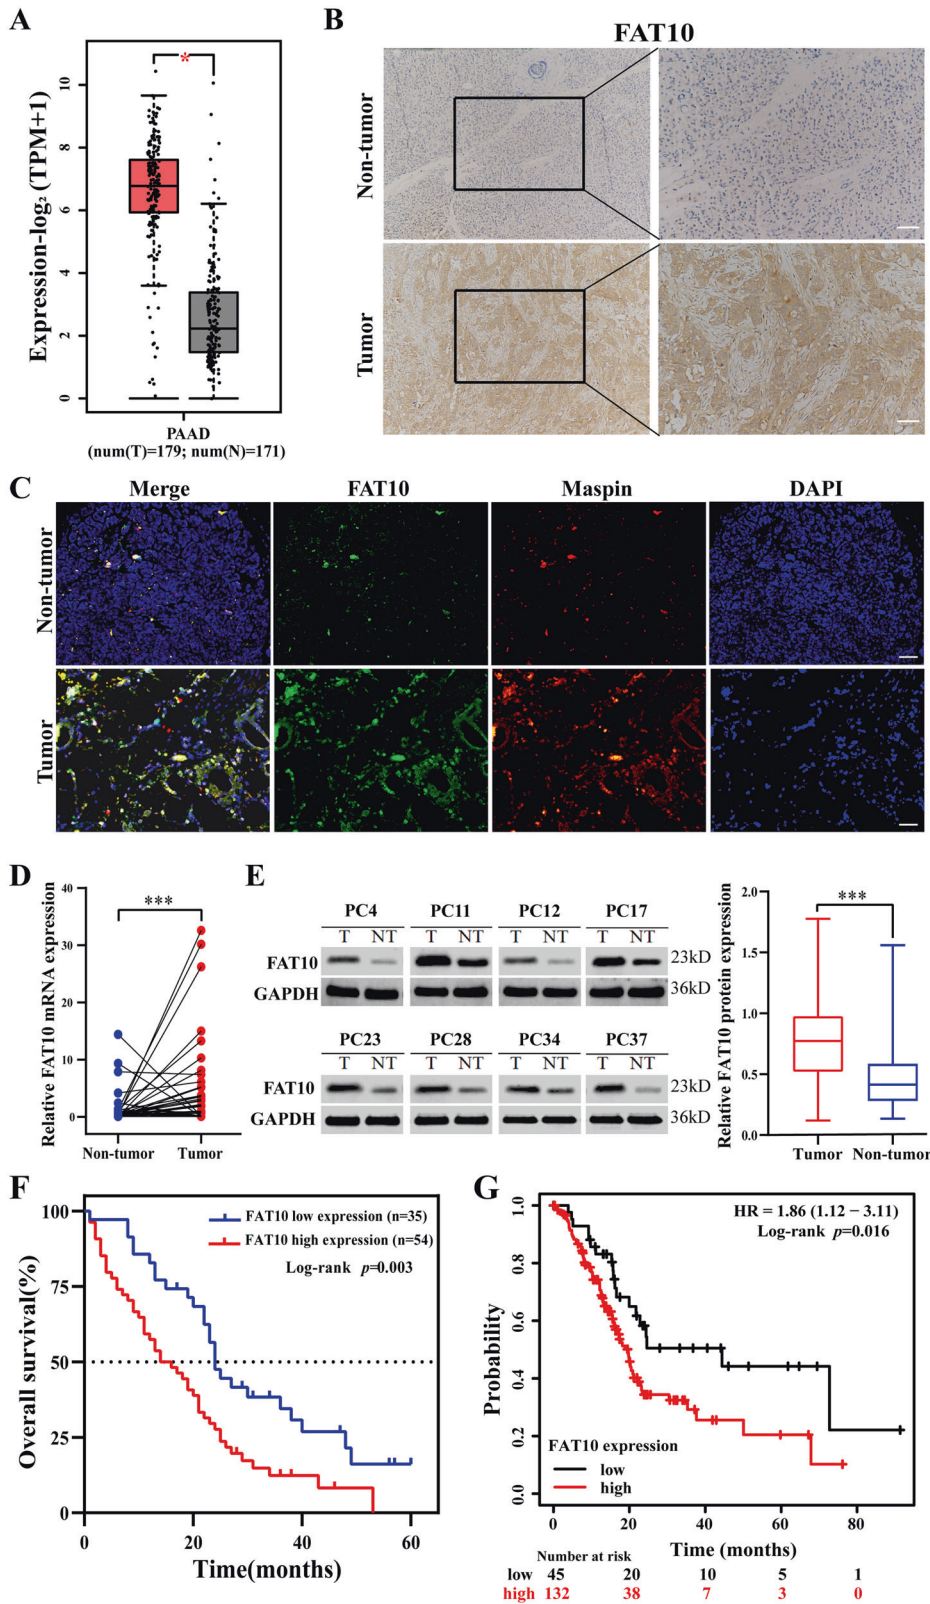 A
Expression-log₂ (TPM+1)
0
2
4
6
8
10
*
PAAD
(num(T)=179; num(N)=171)
B
FAT10
Non-tumor
Tumor
C
Merge
FAT10
Maspin
DAPI
Non-tumor
Tumor
D
Relative FAT10 mRNA expression
40
30
20
10
0
***
Non-tumor
Tumor
E
PC4
PC11
PC12
PC17
T NT T NT T NT T NT
FAT10
23kD
GAPDH
36kD
PC23
PC28
PC34
PC37
T NT T NT T NT T NT
FAT10
23kD
GAPDH
36kD
Relative FAT10 protein expression
2.0
1.5
1.0
0.5
0.0
***
Tumor
Non-tumor
F
Overall survival(%)
100
75
50
25
0
FAT10 low expression (n=35)
FAT10 high expression (n=54)
Log-rank p=0.003
0 20 40 60
Time(months)
G
Probability
1.0
0.8
0.6
0.4
0.2
0.0
HR = 1.86 (1.12 − 3.11)
Log-rank p=0.016
FAT10 expression
low
high
0 20 40 60 80
Time (months)
Number at risk
low 45 20 10 5 1
high 132 38 7 3 0